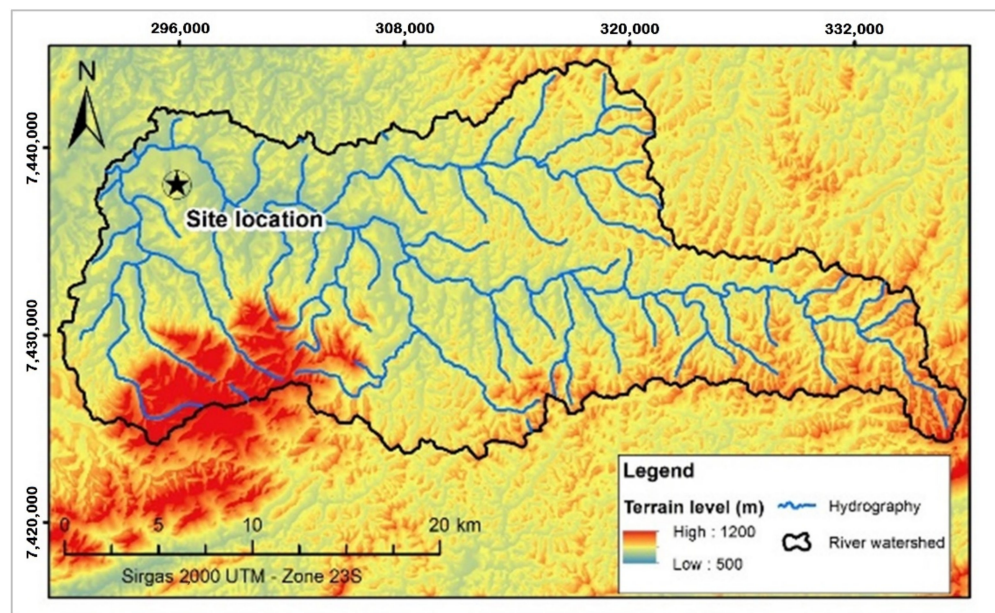 296,000 308,000 320,000 332,000
N
7,440,000
Site location
7,430,000
Legend
Terrain level (m)
Hydrography
High : 1200
River watershed
Low : 500
7,420,000
0 5 10 20 km
Sirgas 2000 UTM - Zone 23S